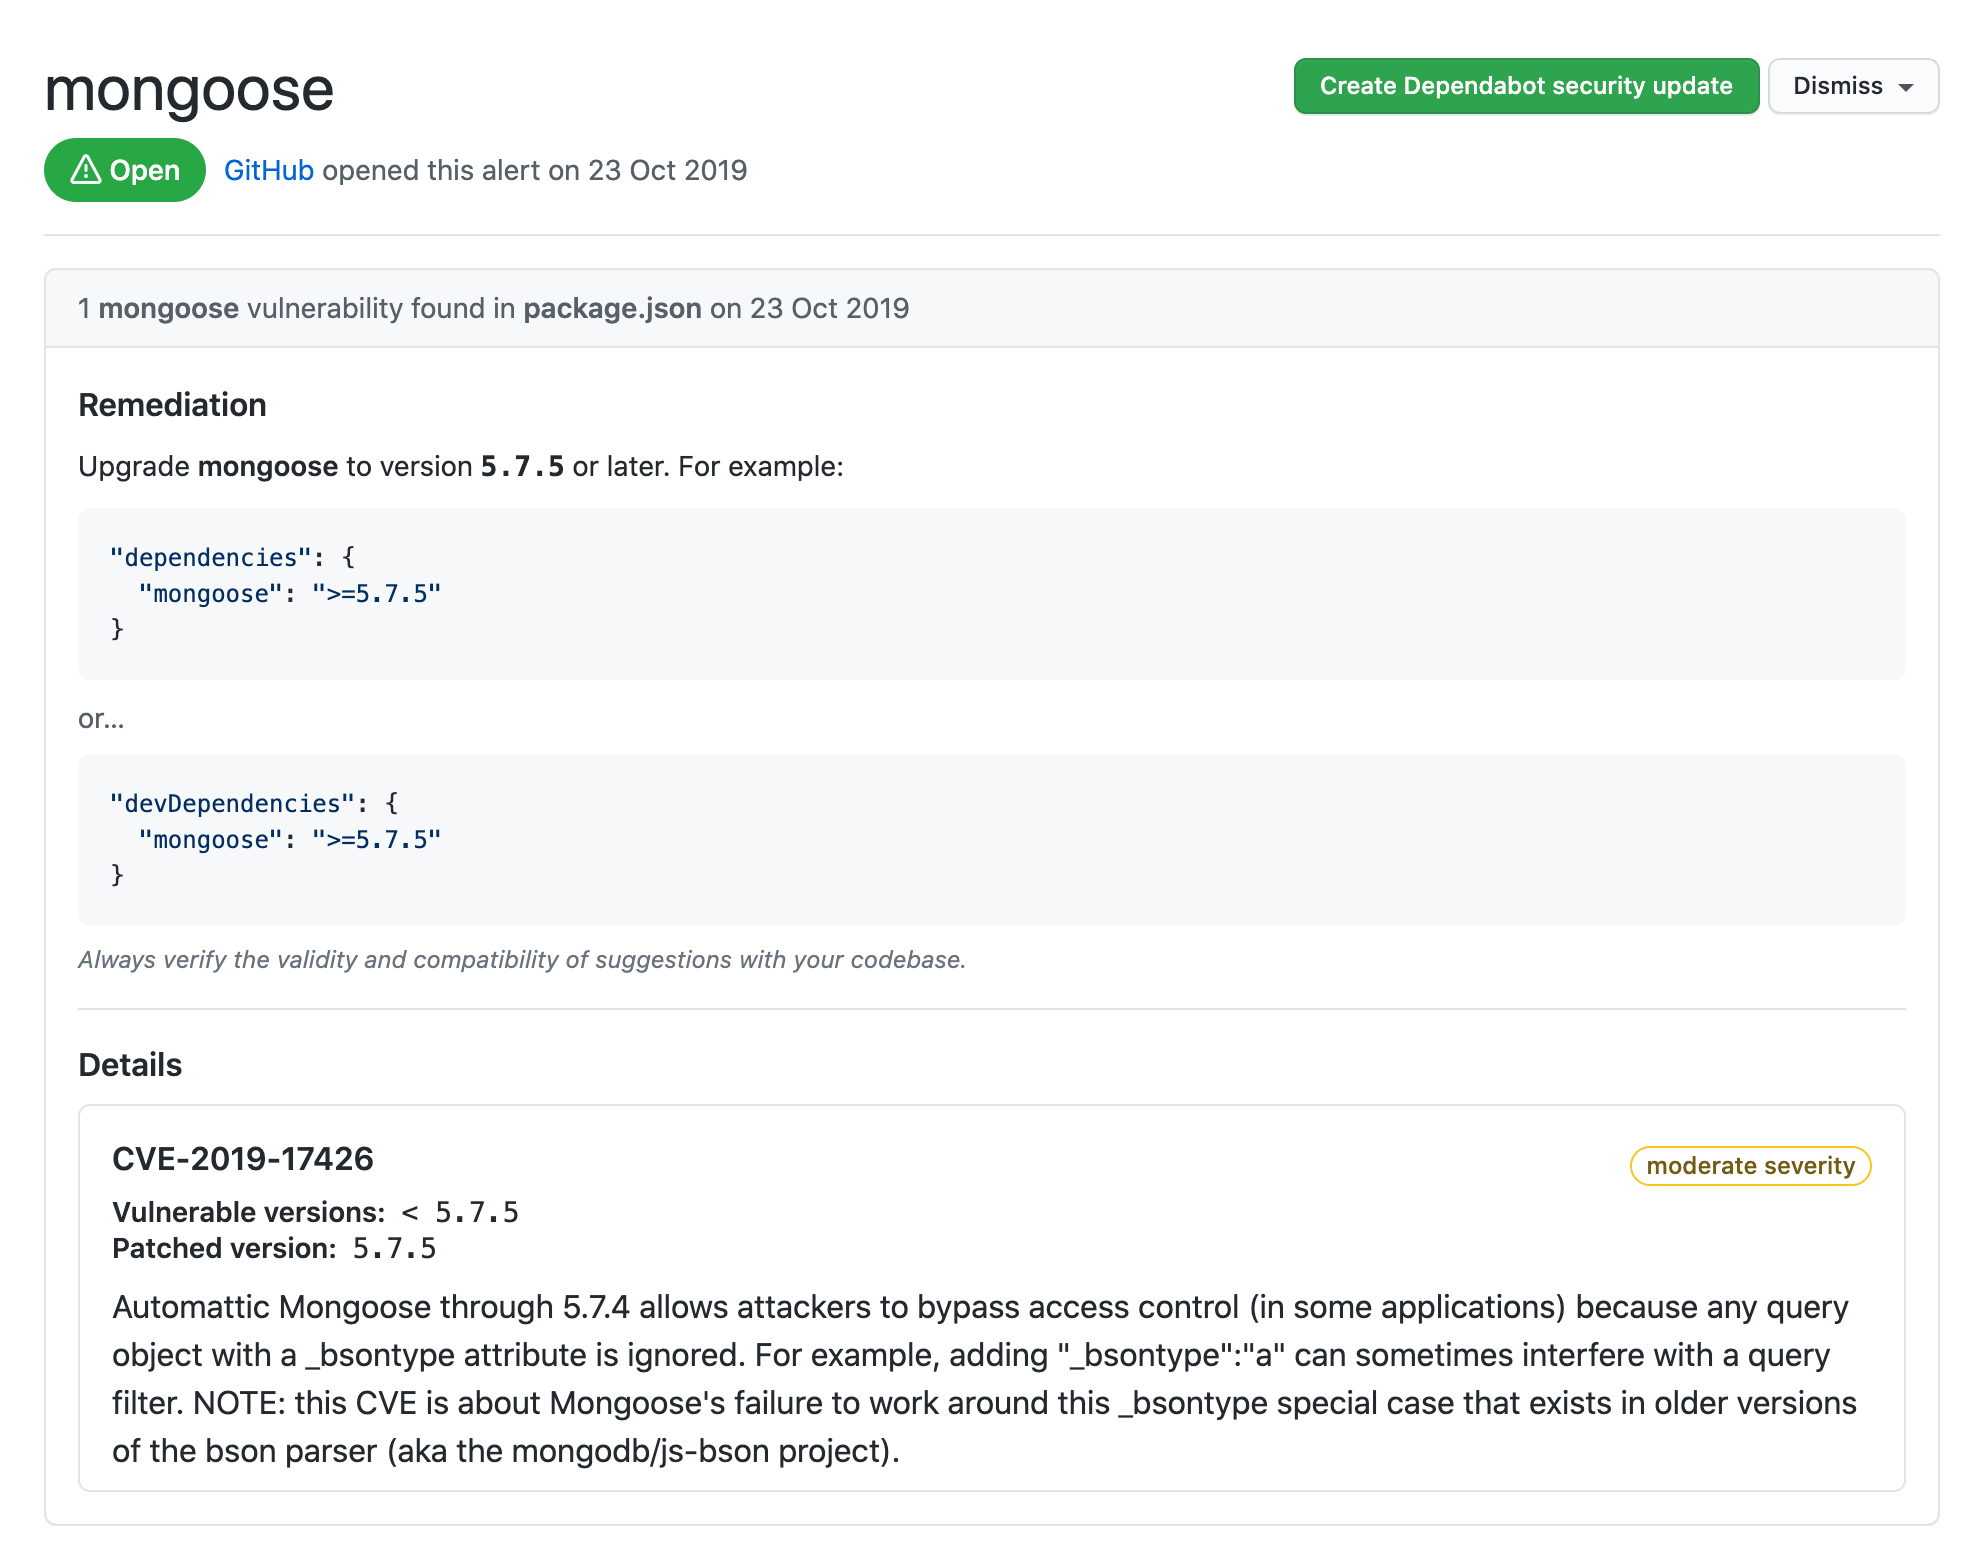 mongoose
Create Dependabot security update
Dismiss
Open
GitHub opened this alert on 23 Oct 2019
1 mongoose vulnerability found in package.json on 23 Oct 2019
Remediation
Upgrade mongoose to version 5.7.5 or later. For example:
"dependencies": {
  "mongoose": ">=5.7.5"
}
or...
"devDependencies": {
  "mongoose": ">=5.7.5"
}
Always verify the validity and compatibility of suggestions with your codebase.
Details
CVE-2019-17426
moderate severity
Vulnerable versions: < 5.7.5
Patched version: 5.7.5
Automattic Mongoose through 5.7.4 allows attackers to bypass access control (in some applications) because any query
object with a _bsontype attribute is ignored. For example, adding "_bsontype":"a" can sometimes interfere with a query
filter. NOTE: this CVE is about Mongoose's failure to work around this _bsontype special case that exists in older versions
of the bson parser (aka the mongodb/js-bson project).